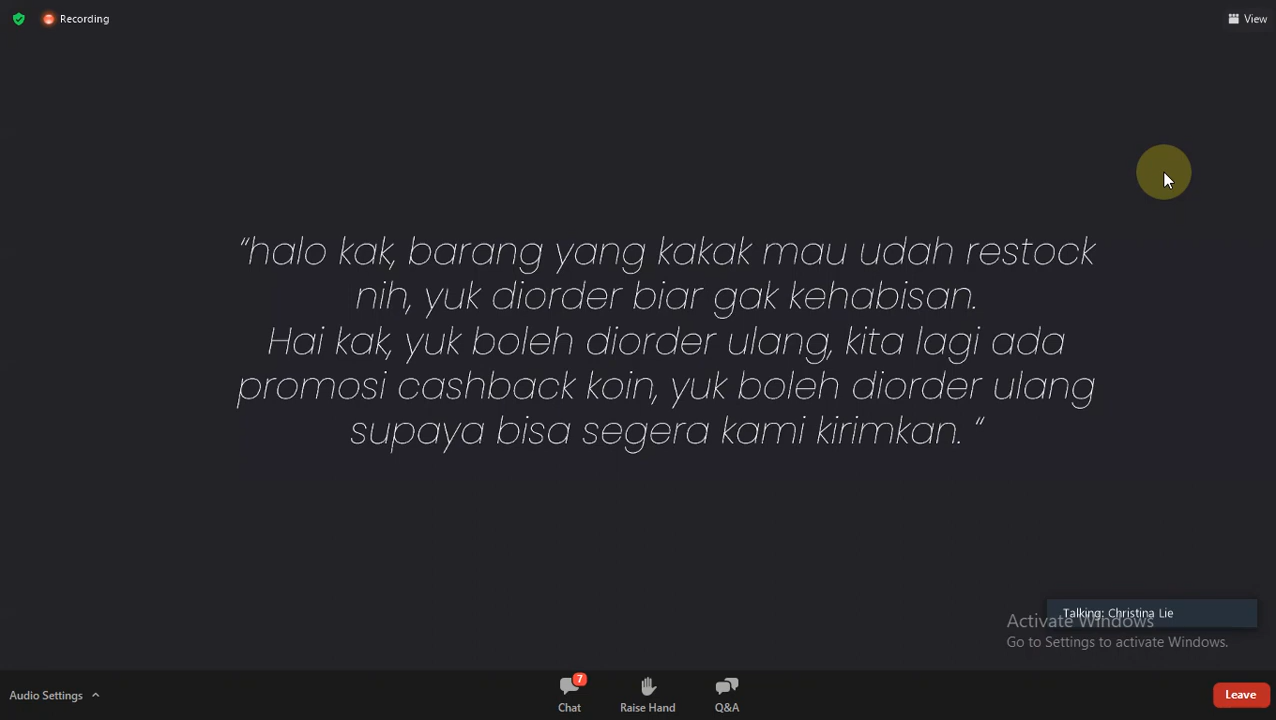 Recording
View
“halo kak, barang yang kakak mau udah restock
nih, yuk diorder biar gak kehabisan.
Hai kak, yuk boleh diorder ulang, kita lagi ada
promosi cashback koin, yuk boleh diorder ulang
supaya bisa segera kami kirimkan. “
Talking: Christina Lie
Activate Windows
Go to Settings to activate Windows.
Audio Settings
7
Chat
Raise Hand
Q&A
Leave